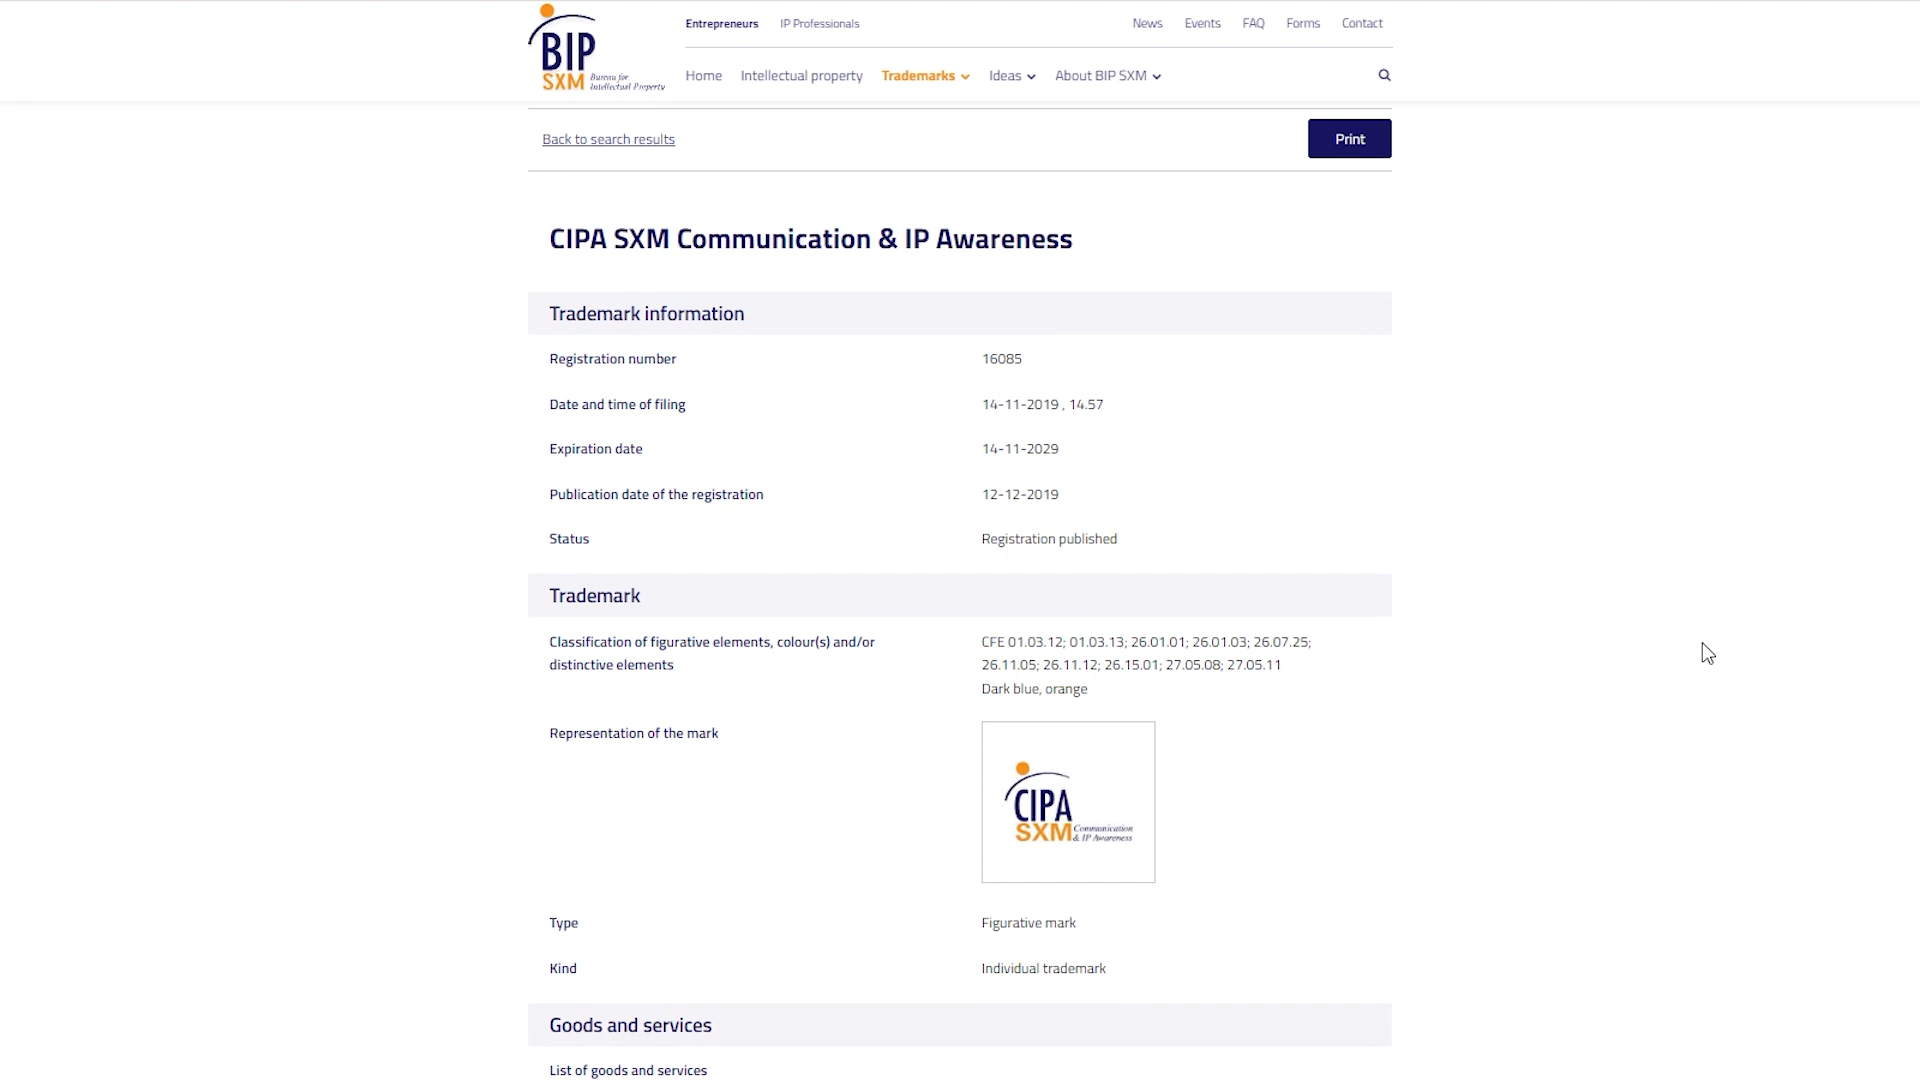 Entrepreneurs IP Professionals News Events FAQ Forms Contact
BIP
SXM Bureau for
Intellectual Property
Home Intellectual property Trademarks Ideas About BIP SXM
Back to search results Print
CIPA SXM Communication & IP Awareness
Trademark information
Registration number 16085
Date and time of filing 14-11-2019 , 14.57
Expiration date 14-11-2029
Publication date of the registration 12-12-2019
Status Registration published
Trademark
Classification of figurative elements, colour(s) and/or CFE 01.03.12; 01.03.13; 26.01.01; 26.01.03; 26.07.25;
distinctive elements 26.11.05; 26.11.12; 26.15.01; 27.05.08; 27.05.11
Dark blue, orange
Representation of the mark
CIPA
SXM Communication
& IP Awareness
Type Figurative mark
Kind Individual trademark
Goods and services
List of goods and services